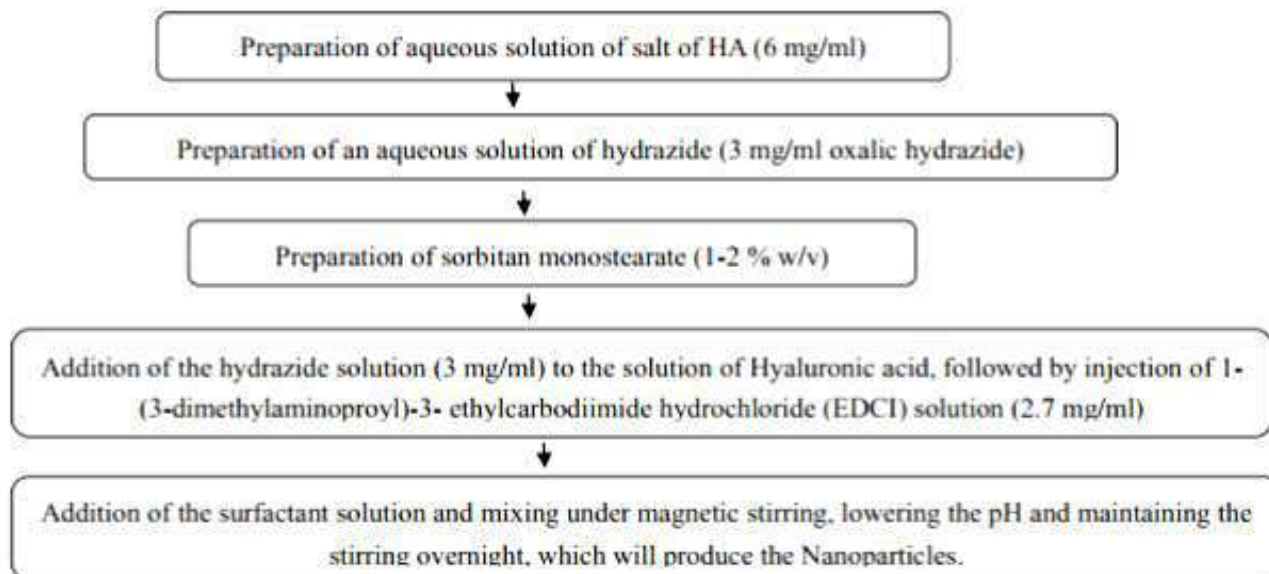 Preparation of aqueous solution of salt of HA (6 mg/ml)
Preparation of an aqueous solution of hydrazide (3 mg/ml oxalic hydrazide)
Preparation of sorbitan monostearate (1-2 % w/v)
Addition of the hydrazide solution (3 mg/ml) to the solution of Hyaluronic acid, followed by injection of 1-
(3-dimethylaminoproyl)-3- ethylcarbodiimide hydrochloride (EDCI) solution (2.7 mg/ml)
Addition of the surfactant solution and mixing under magnetic stirring, lowering the pH and maintaining the
stirring overnight, which will produce the Nanoparticles.